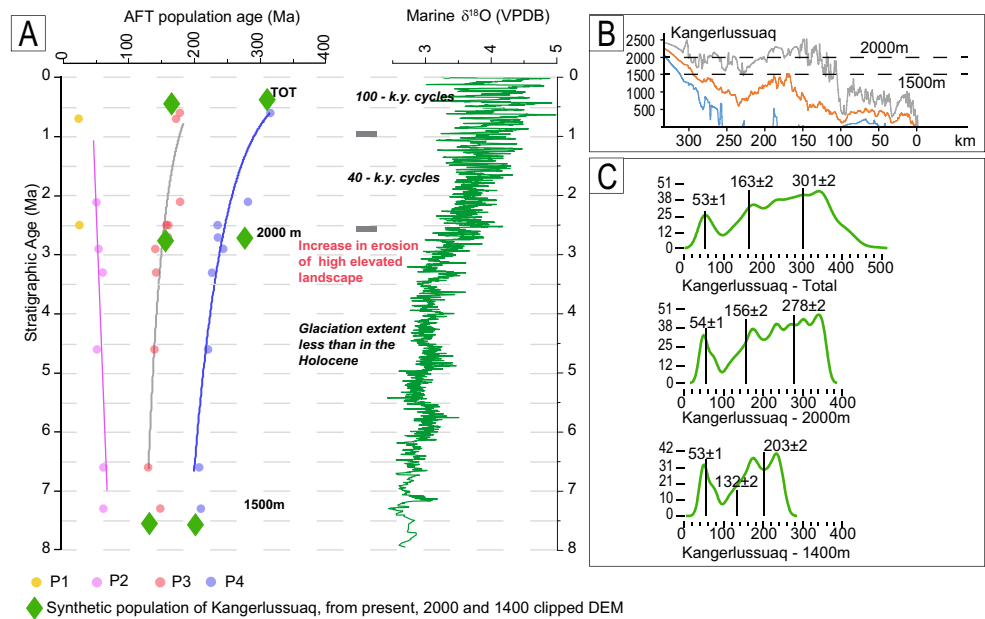 A
AFT population age (Ma)
0
100
200
300
400
Marine δ18O (VPDB)
3
4
5
Stratigraphic Age (Ma)
0
1
2
3
4
5
6
7
8
TOT
2000 m
1500m
100 - k.y. cycles
40 - k.y. cycles
Increase in erosion
of high elevated
landscape
Glaciation extent
less than in the
Holocene
0
1
2
3
4
5
6
7
8
P1 P2 P3 P4
Synthetic population of Kangerlussuaq, from present, 2000 and 1400 clipped DEM
B
Kangerlussuaq
2500
2000
1500
1000
500
2000m
1500m
300 250 200 150 100 50 0 km
C
51
38
25
12
0
53±1
163±2
301±2
0 100 200 300 400 500
Kangerlussuaq - Total
51
38
25
12
0
54±1
156±2
278±2
0 100 200 300 400
Kangerlussuaq - 2000m
42
31
21
10
0
53±1
132±2
203±2
0 100 200 300 400
Kangerlussuaq - 1400m